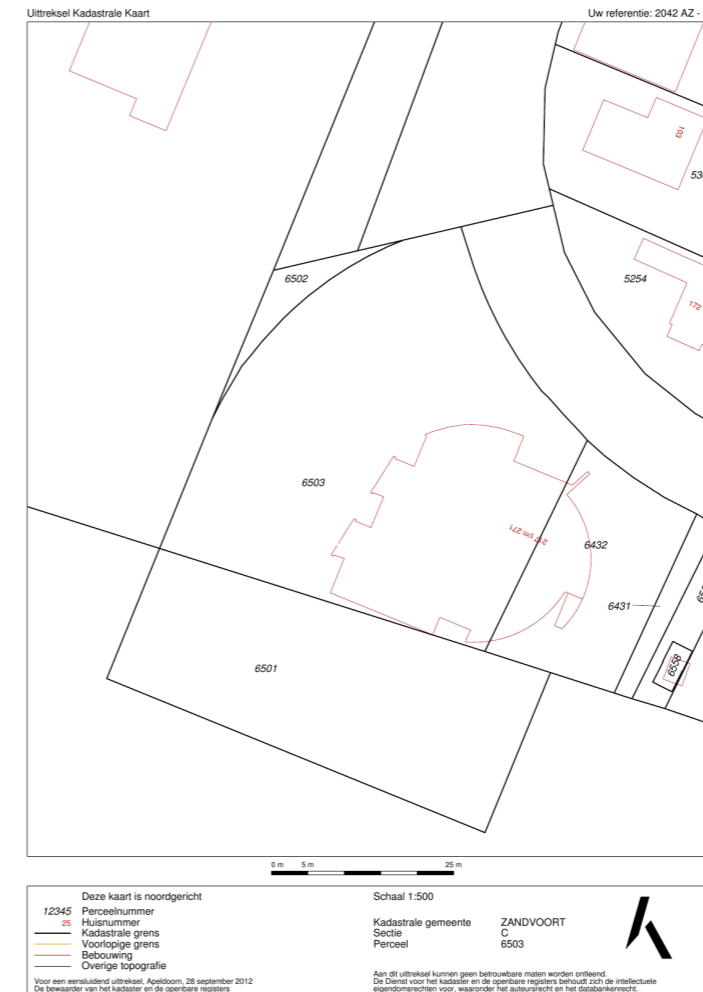 Uittreksel Kadastrale Kaart
Uw referentie: 2042 AZ -
103
6502
5254
172
6503
217 t/m 271
6432
6431
6558
6501
0 m 5 m 25 m
Deze kaart is noordgericht
12345 Perceelnummer
25 Huisnummer
Kadastrale grens
Voorlopige grens
Bebouwing
Overige topografie
Voor een eensluidend uittreksel, Apeldoorn, 28 september 2012
De bewaarder van het kadaster en de openbare registers
Schaal 1:500
Kadastrale gemeente ZANDVOORT
Sectie C
Perceel 6503
Aan dit uittreksel kunnen geen betrouwbare maten worden ontleend.
De Dienst voor het kadaster en de openbare registers behoudt zich de intellectuele
eigendomsrechten voor, waaronder het auteursrecht en het databankenrecht.